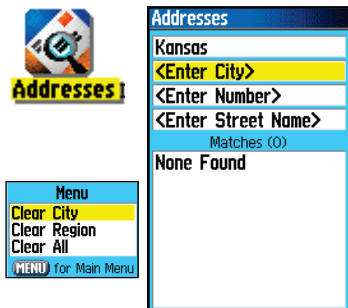 Addresses
Addresses
Kansas
<Enter City>
<Enter Number>
<Enter Street Name>
Matches (0)
None Found
Menu
Clear City
Clear Region
Clear All
MENU for Main Menu